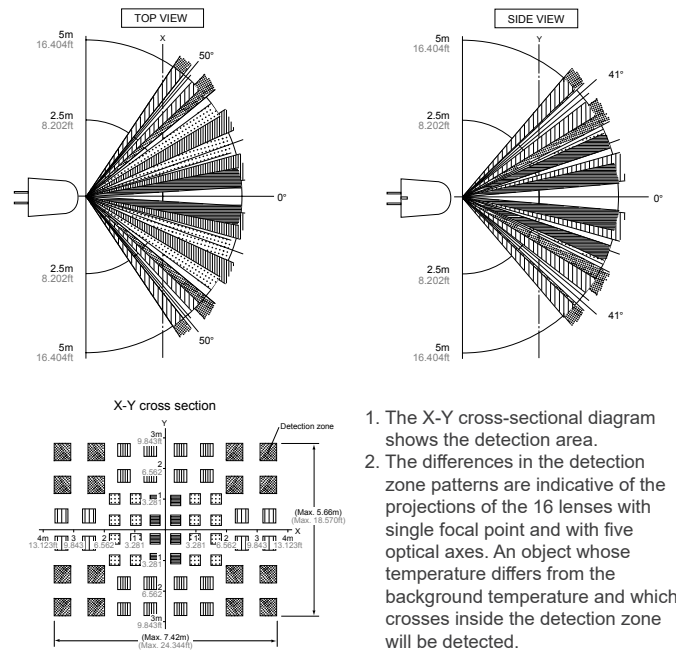 TOP VIEW
5m
16.404ft
X
50°
2.5m
8.202ft
0°
2.5m
8.202ft
5m
16.404ft
50°
SIDE VIEW
5m
16.404ft
Y
41°
2.5m
8.202ft
0°
2.5m
8.202ft
5m
16.404ft
41°
X-Y cross section
Y
Detection zone
3m
9.843ft
2
6.562
1
3.281
(Max. 5.66m)
(Max. 18.570ft)
X
4m 3 2 1 1 2 3 4m
13.123ft 9.843 6.562 3.281 3.281 6.562 9.843 13.123ft
1
3.281
2
6.562
3m
9.843ft
(Max. 7.42m)
(Max. 24.344ft)
1. The X-Y cross-sectional diagram
shows the detection area.
2. The differences in the detection
zone patterns are indicative of the
projections of the 16 lenses with
single focal point and with five
optical axes. An object whose
temperature differs from the
background temperature and which
crosses inside the detection zone
will be detected.